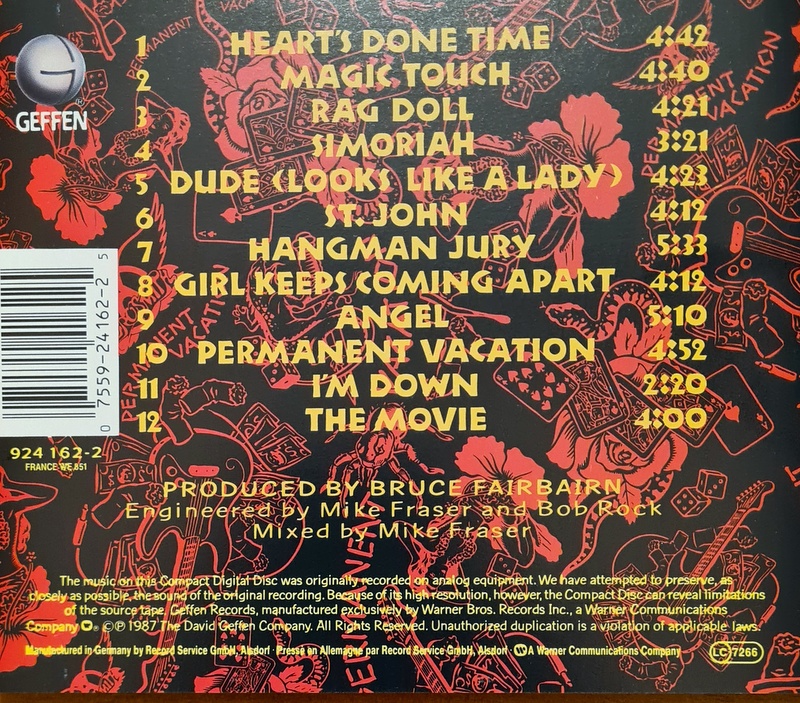 GEFFEN
1 HEART'S DONE TIME 4:42
2 MAGIC TOUCH 4:40
3 RAG DOLL 4:21
4 SIMORIAH 3:21
5 DUDE (LOOKS LIKE A LADY) 4:23
6 ST. JOHN 4:12
7 HANGMAN JURY 5:33
8 GIRL KEEPS COMING APART 4:12
9 ANGEL 5:10
10 PERMANENT VACATION 4:52
11 I'M DOWN 2:20
12 THE MOVIE 4:00
0 7559-24162-2 5
924 162-2
FRANCE: WE 851
PERMANENT VACATION
PERMANENT VACATION
PRODUCED BY BRUCE FAIRBAIRN
Engineered by Mike Fraser and Bob Rock
Mixed by Mike Fraser
The music on this Compact Digital Disc was originally recorded on analog equipment. We have attempted to preserve, as
closely as possible, the sound of the original recording. Because of its high resolution, however, the Compact Disc can reveal limitations
of the source tape. Geffen Records, manufactured exclusively by Warner Bros. Records Inc., a Warner Communications
Company. ©℗ 1987 The David Geffen Company. All Rights Reserved. Unauthorized duplication is a violation of applicable laws.
Manufactured in Germany by Record Service GmbH, Alsdorf · Pressé en Allemagne par Record Service GmbH, Alsdorf · A Warner Communications Company
LC 7266